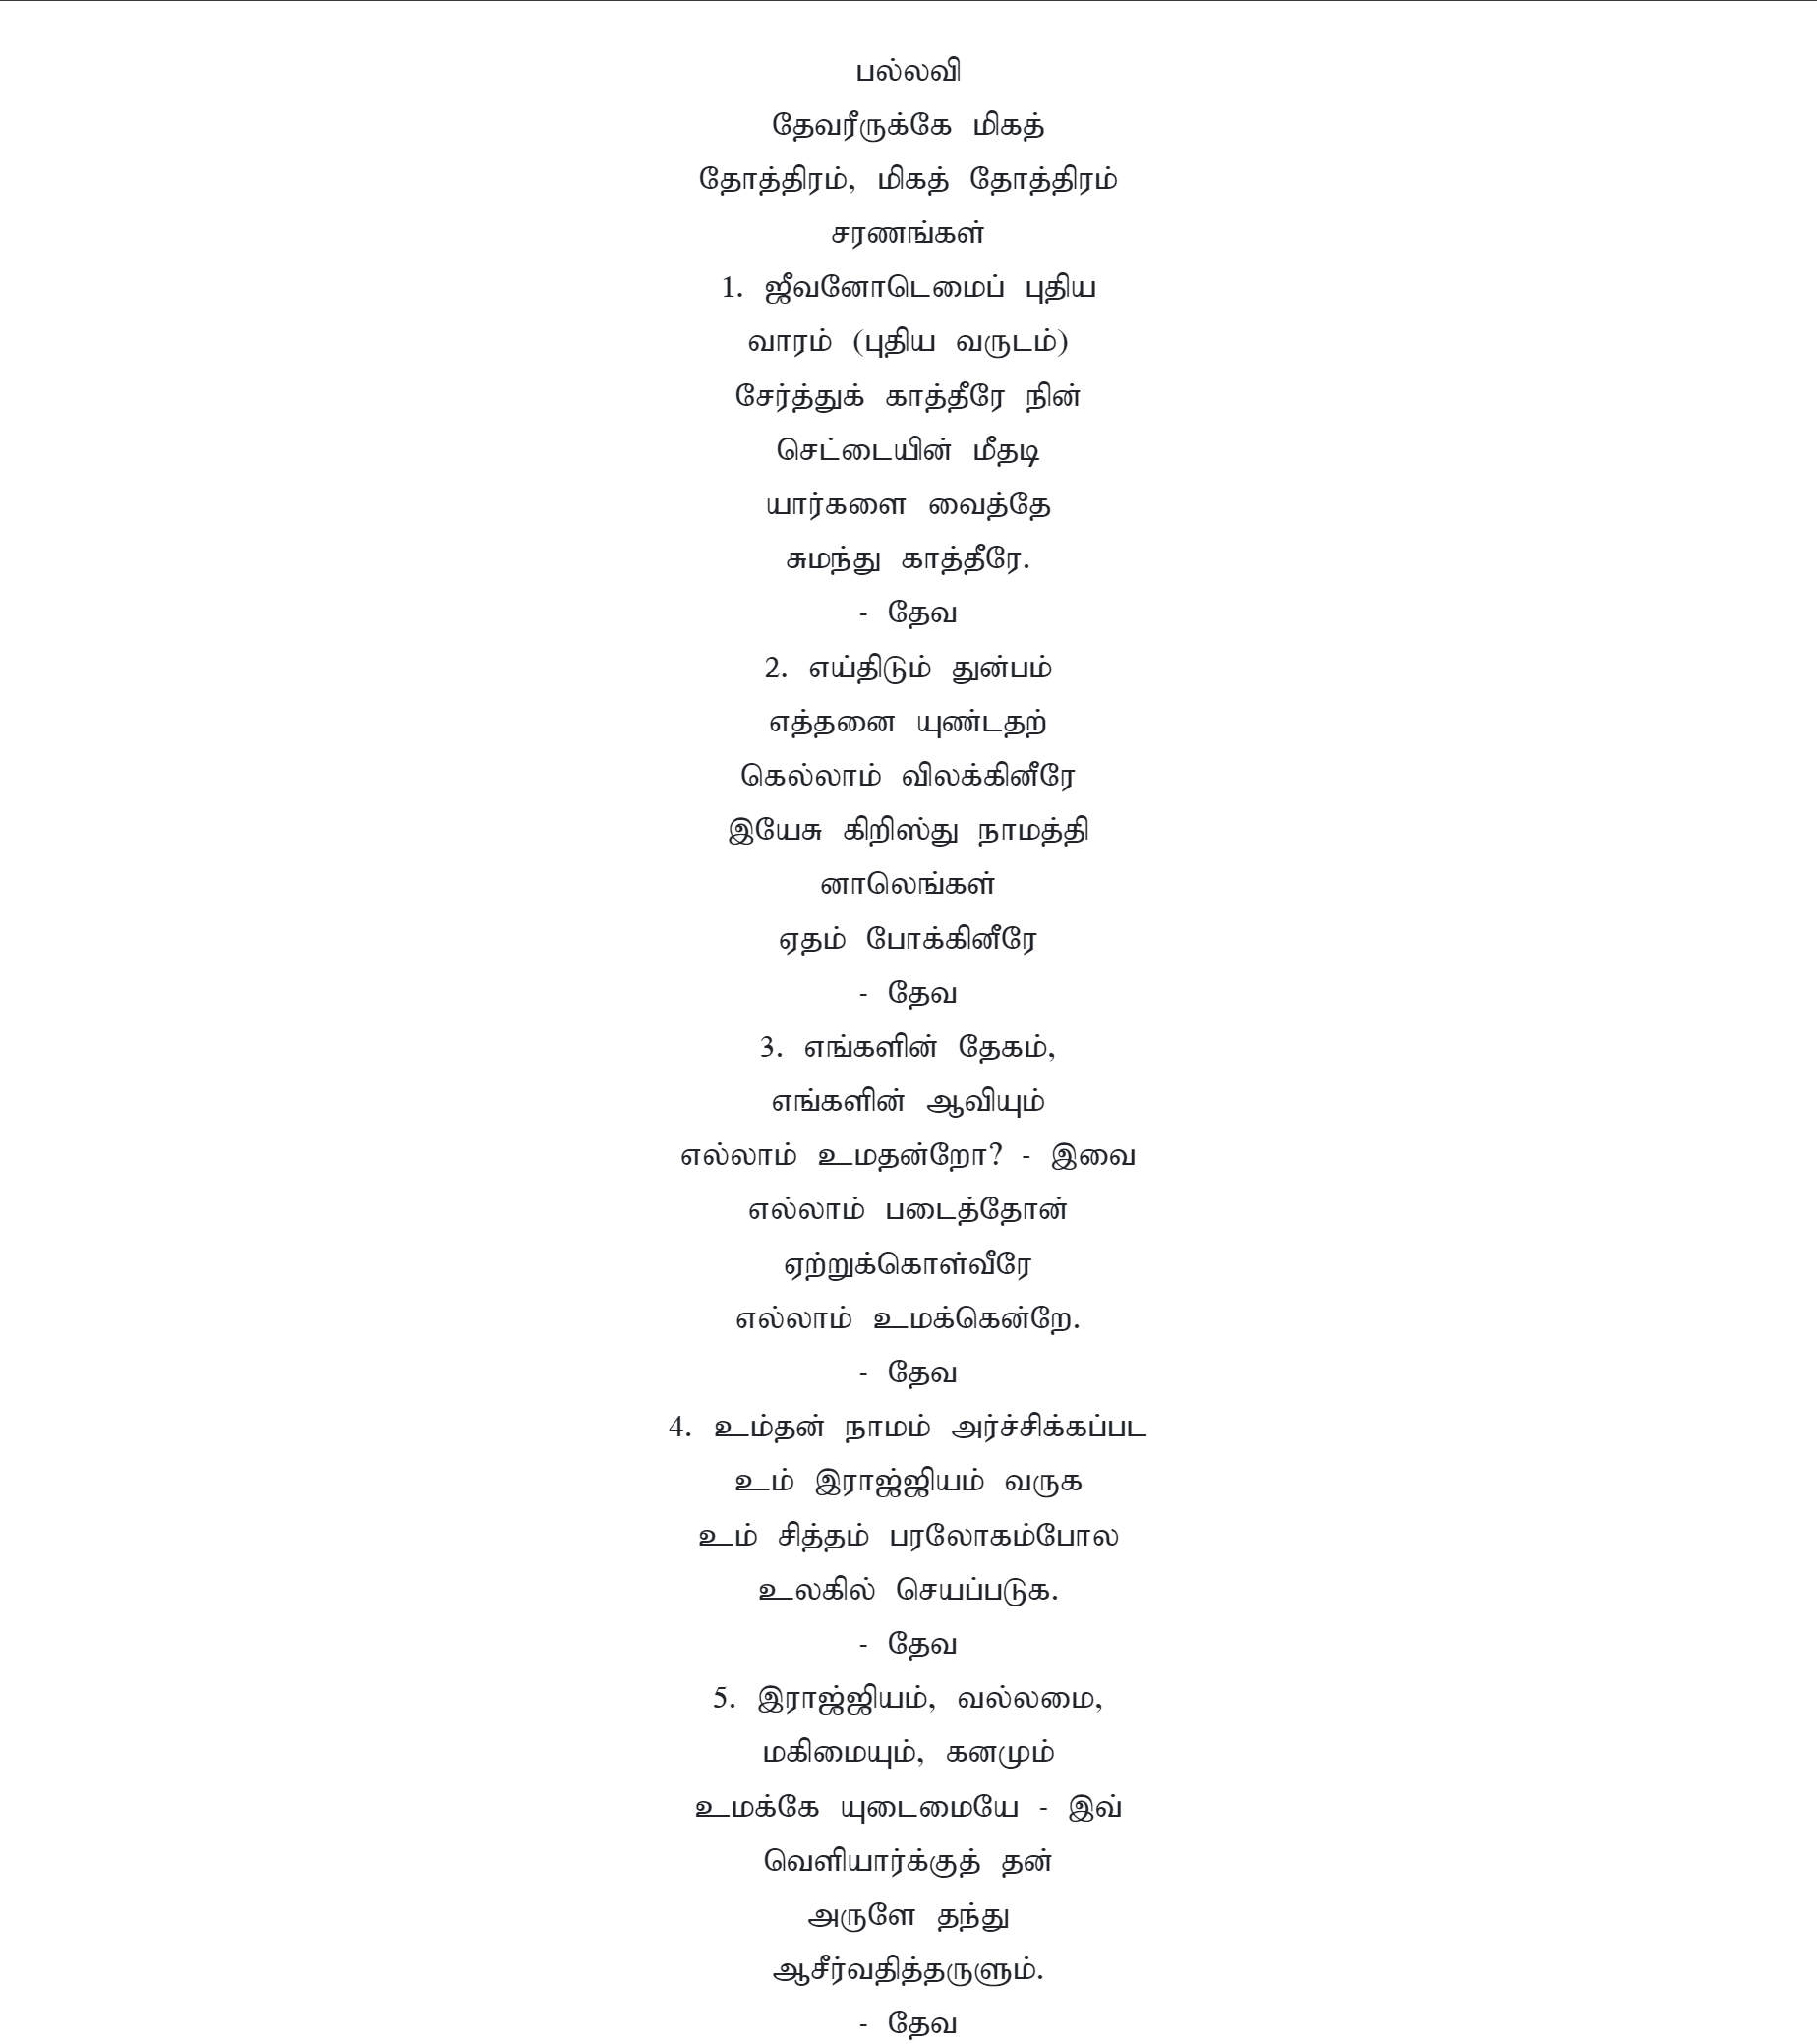 பல்லவி
தேவரீருக்கே மிகத்
தோத்திரம், மிகத் தோத்திரம்
சரணங்கள்
1. ஜீவனோடெமைப் புதிய
வாரம் (புதிய வருடம்)
சேர்த்துக் காத்தீரே நின்
செட்டையின் மீதடி
யார்களை வைத்தே
சுமந்து காத்தீரே.
- தேவ
2. எய்திடும் துன்பம்
எத்தனை யுண்டதற்
கெல்லாம் விலக்கினீரே
இயேசு கிறிஸ்து நாமத்தி
னாலெங்கள்
ஏதம் போக்கினீரே
- தேவ
3. எங்களின் தேகம்,
எங்களின் ஆவியும்
எல்லாம் உமதன்றோ? - இவை
எல்லாம் படைத்தோன்
ஏற்றுக்கொள்வீரே
எல்லாம் உமக்கென்றே.
- தேவ
4. உம்தன் நாமம் அர்ச்சிக்கப்பட
உம் இராஜ்ஜியம் வருக
உம் சித்தம் பரலோகம்போல
உலகில் செயப்படுக.
- தேவ
5. இராஜ்ஜியம், வல்லமை,
மகிமையும், கனமும்
உமக்கே யுடைமையே - இவ்
வெளியார்க்குத் தன்
அருளே தந்து
ஆசீர்வதித்தருளும்.
- தேவ